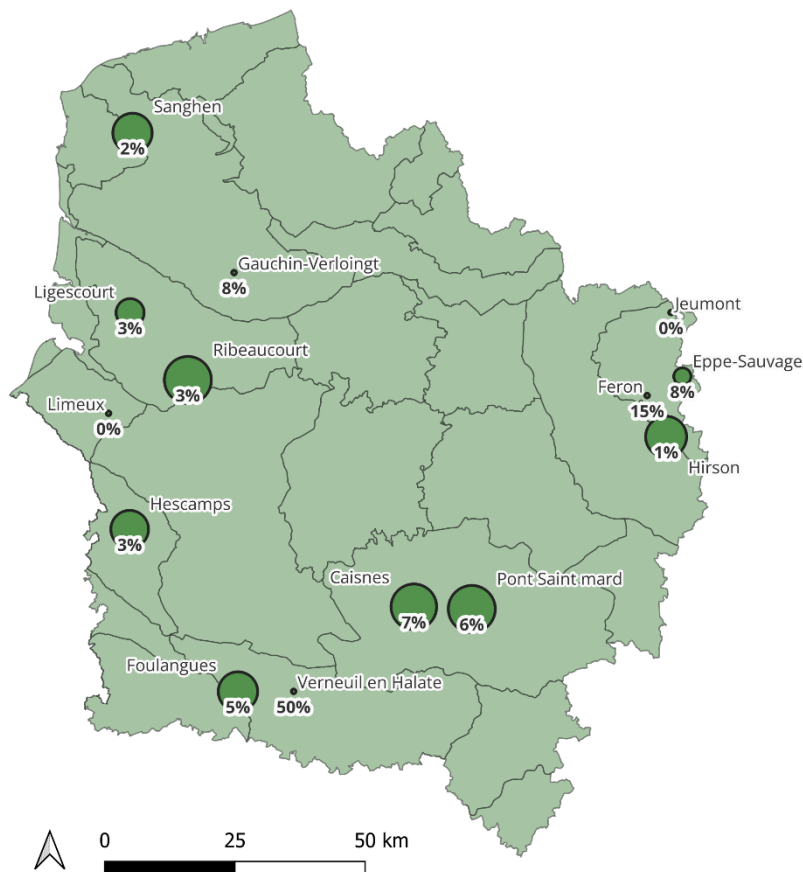 Sanghen
2%
Gauchin-Verloingt
8%
Ligescourt
3%
Jeumont
0%
Ribeaucourt
3%
Eppe-Sauvage
8%
Feron
15%
Limeux
0%
1%
Hirson
Hescamps
3%
Caisnes
7%
Pont Saint mard
6%
Foulangues
5%
Verneuil en Halate
50%
0 25 50 km